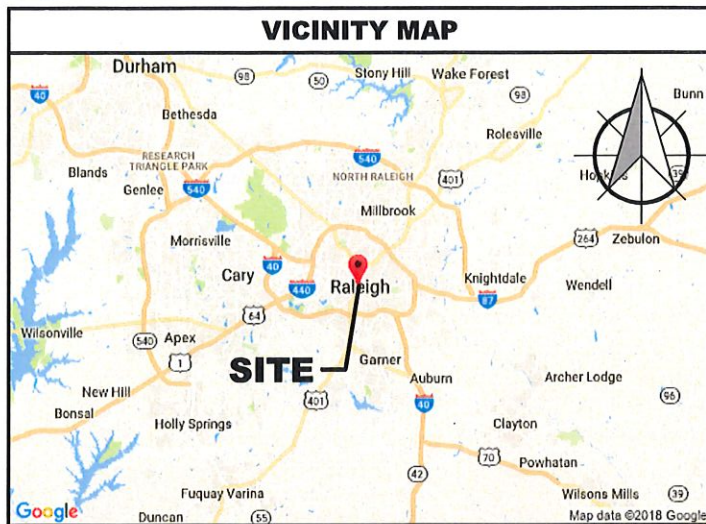 VICINITY MAP
Durham
98
50
Stony Hill
Wake Forest
40
98
Bunn
Bethesda
Rolesville
RESEARCH
TRIANGLE PARK
540
NORTH RALEIGH
39
Blands
Genlee
540
401
Millbrook
264
Zebulon
Morrisville
40
Cary
440
Raleigh
Knightdale
87
Wendell
64
Wilsonville
540
Apex
1
SITE
Garner
Auburn
Archer Lodge
New Hill
401
40
96
Bonsal
Holly Springs
Clayton
70
Powhatan
42
Fuquay Varina
Wilsons Mills
39
Google
Duncan
55
Map data ©2018 Google